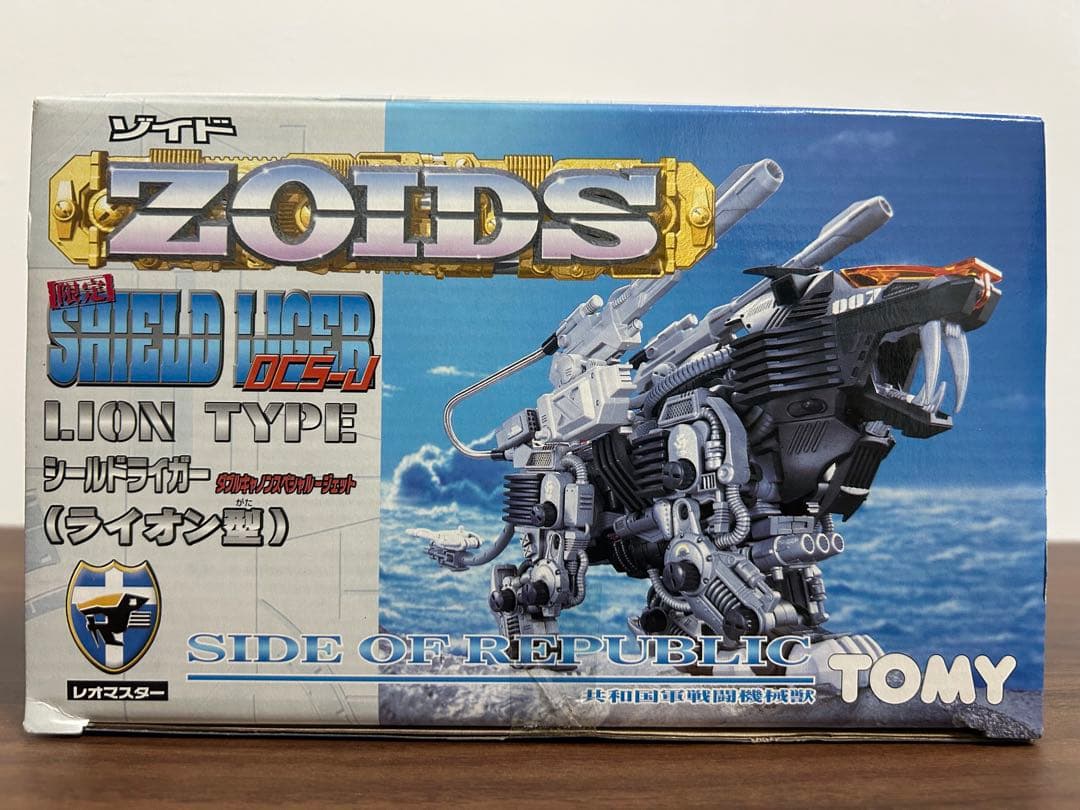 ゾイド
ZOIDS
限定
SHIELD LIGER
DCS-J
LION TYPE
シールドライガー ダブルキャノンスペシャルージェット
(ライオン型)
がた
レオマスター
007
SIDE OF REPUBLIC
共和国軍戦闘機械獣
TOMY